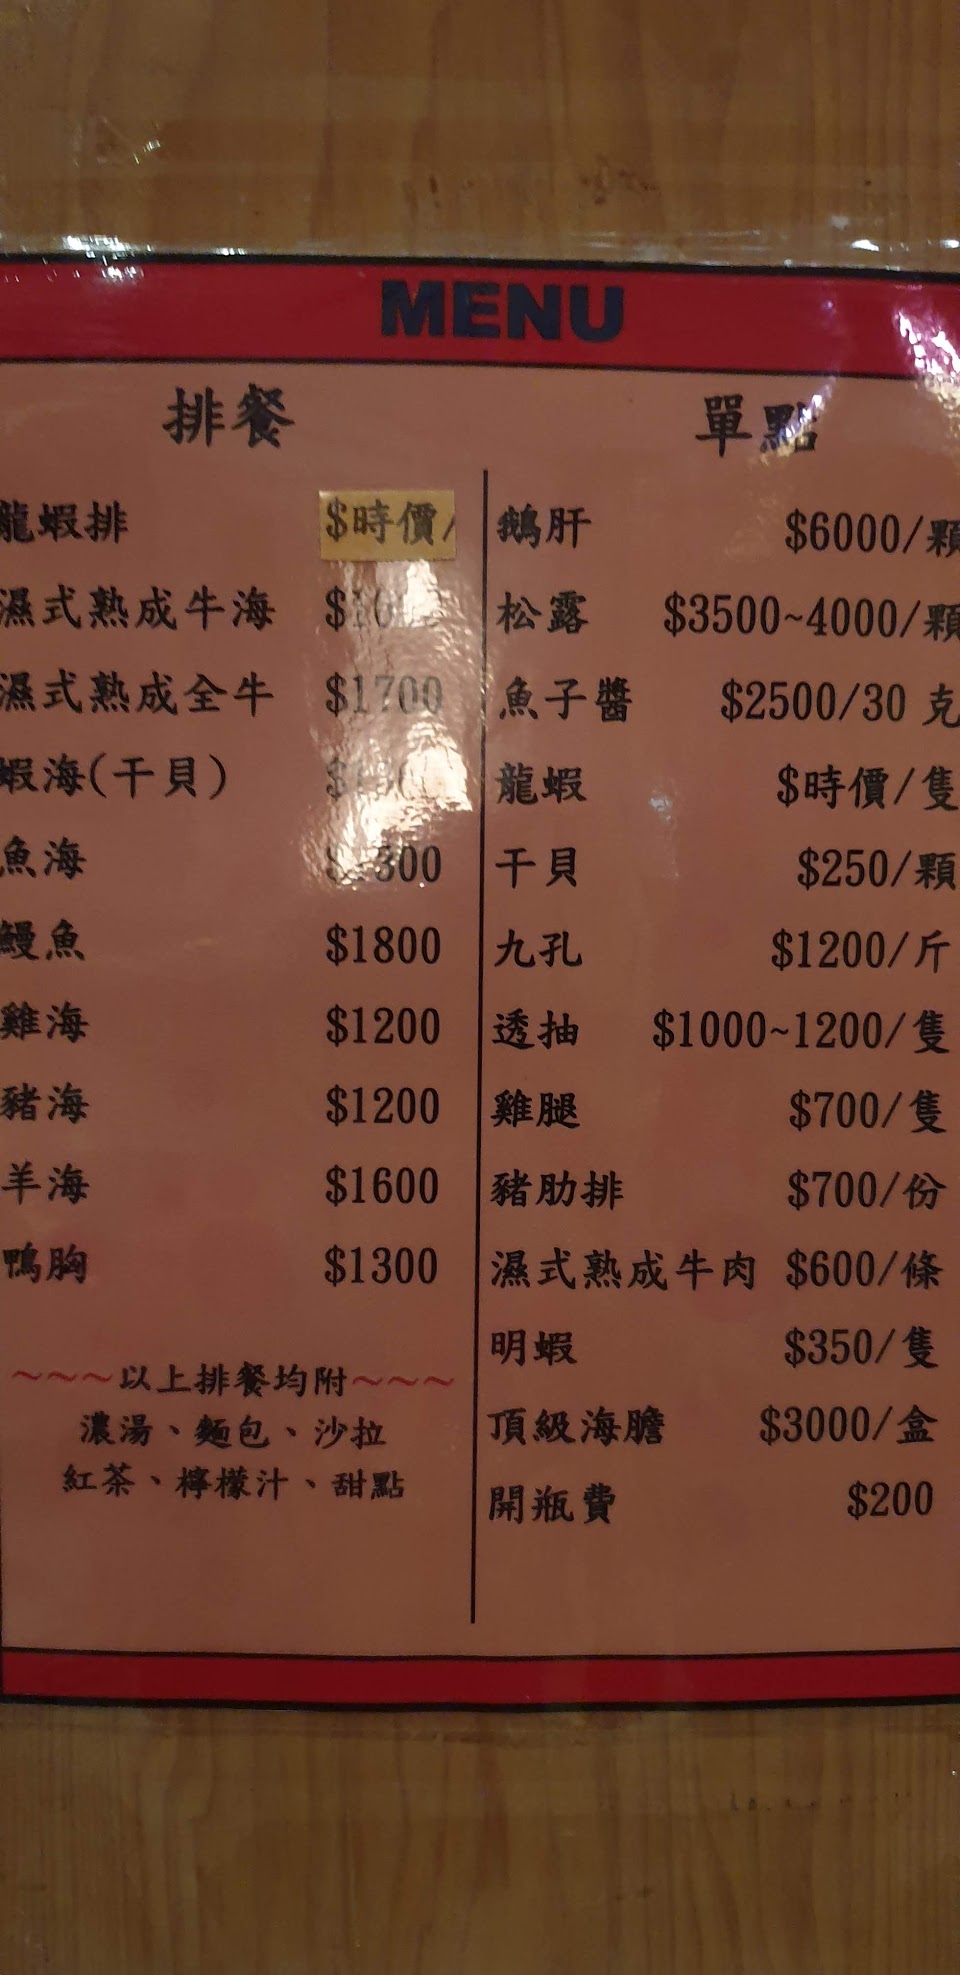 MENU
排餐
龍蝦排 $時價/
濕式熟成牛海
濕式熟成全牛 $1700
蝦海(干貝)
魚海
鰻魚 $1800
雞海 $1200
豬海 $1200
羊海 $1600
鴨胸 $1300
~~~以上排餐均附~~~
濃湯、麵包、沙拉
紅茶、檸檬汁、甜點
單點
鵝肝 $6000/顆
松露 $3500~4000/顆
魚子醬 $2500/30 克
龍蝦 $時價/隻
干貝 $250/顆
九孔 $1200/斤
透抽 $1000~1200/隻
雞腿 $700/隻
豬肋排 $700/份
濕式熟成牛肉 $600/條
明蝦 $350/隻
頂級海膽 $3000/盒
開瓶費 $200